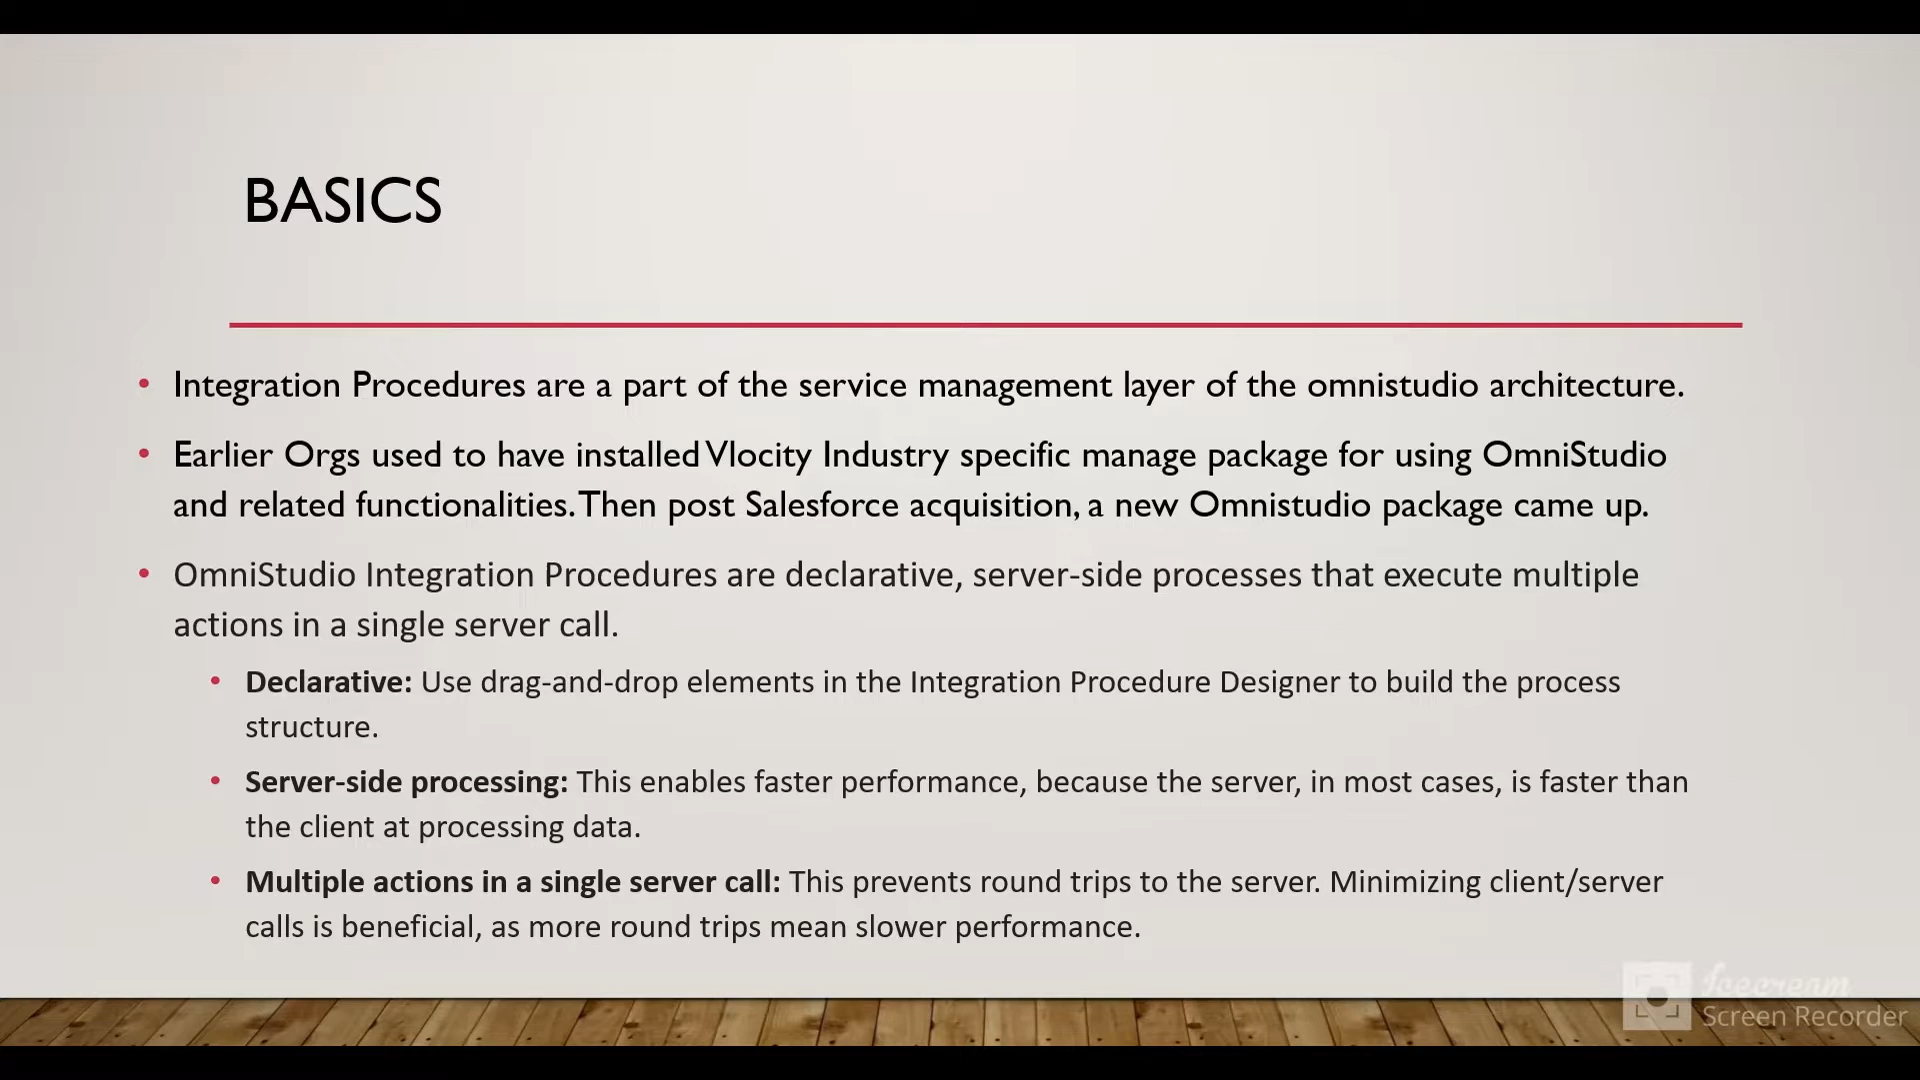 BASICS
• Integration Procedures are a part of the service management layer of the omnistudio architecture.
• Earlier Orgs used to have installed Vlocity Industry specific manage package for using OmniStudio
and related functionalities. Then post Salesforce acquisition, a new Omnistudio package came up.
• OmniStudio Integration Procedures are declarative, server-side processes that execute multiple
actions in a single server call.
• Declarative: Use drag-and-drop elements in the Integration Procedure Designer to build the process
structure.
• Server-side processing: This enables faster performance, because the server, in most cases, is faster than
the client at processing data.
• Multiple actions in a single server call: This prevents round trips to the server. Minimizing client/server
calls is beneficial, as more round trips mean slower performance.
Icecream
Screen Recorder